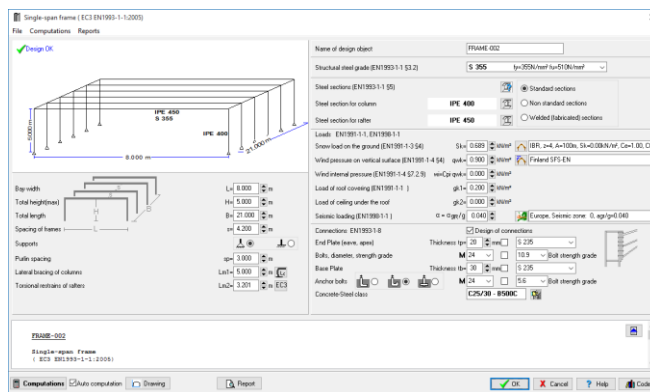 Single-span frame ( EC3 EN1993-1-1:2005)
File Computations Reports
Design OK
IPE 450
S 355
IPE 400
5.000 m
8.000 m
21.000 m
Bay width L= 8.000 m
Total height(max) H= 5.000 m
Total length B= 21.000 m
Spacing of frames s= 4.200 m
Supports
Purlin spacing sp= 3.000 m
Lateral bracing of columns Lm1= 5.000 m
Torsional restrains of rafters Lm2= 3.201 m EC3
Name of design object FRAME-002
Structural steel grade (EN1993-1-1 §3.2) S 355 fy=355N/mm² fu=510N/mm²
Steel sections (EN1993-1-1 §5) Standard sections
Steel section for column IPE 400 Non standard sections
Steel section for rafter IPE 450 Welded (fabricated) sections
Loads EN1991-1-1, EN1998-1-1
Snow load on the ground (EN1991-1-3 §4) Sk= 0.689 kN/m²
Wind pressure on vertical surface (EN1991-1-4 §4) qwk= 0.900 kN/m² Finland SFS-EN
Wind internal pressure (EN1991-1-4 §7.2.9) wi=Cpi·qwk= 0.000 kN/m²
Load of roof covering (EN1991-1-1 ) gk1= 0.200 kN/m²
Load of ceiling under the roof gk2= 0.000 kN/m²
Seismic loading (EN1998-1-1 ) α = αgr/g 0.040 Europe, Seismic zone: 0, agr/g=0.040
Connections EN1993-1-8 Design of connections
End Plate (eave, apex) Thickness tp= 28 mm S 235
Bolts, diameter, strength grade M 24 10.9 Bolt strength grade
Base Plate Thickness tb= 30 mm S 235
Anchor bolts M 24 5.6 Bolt strength grade
Concrete-Steel class C25/30 - B500C
FRAME-002
Single-span frame
( EC3 EN1993-1-1:2005)
Computations Auto computation Drawing Report OK Cancel Help Code